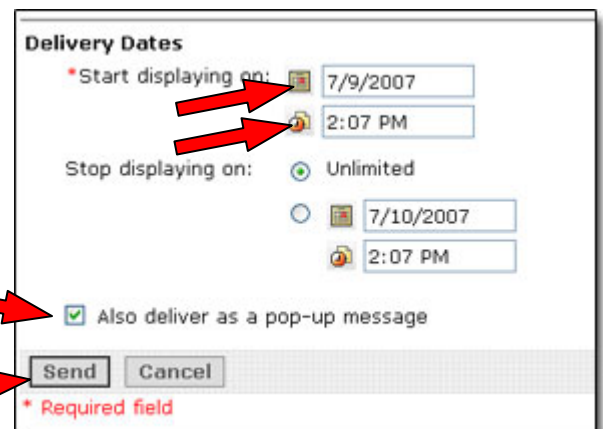 Delivery Dates
*Start displaying on: 7/9/2007
2:07 PM
Stop displaying on: Unlimited
7/10/2007
2:07 PM
Also deliver as a pop-up message
Send Cancel
* Required field